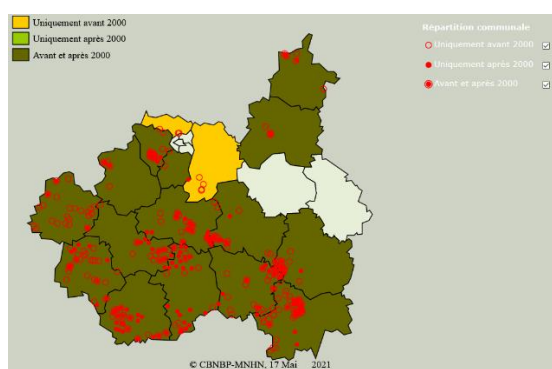 Uniquement avant 2000
Uniquement après 2000
Avant et après 2000
Répartition communale
Uniquement avant 2000
Uniquement après 2000
Avant et après 2000
© CBNBP-MNHN, 17 Mai 2021